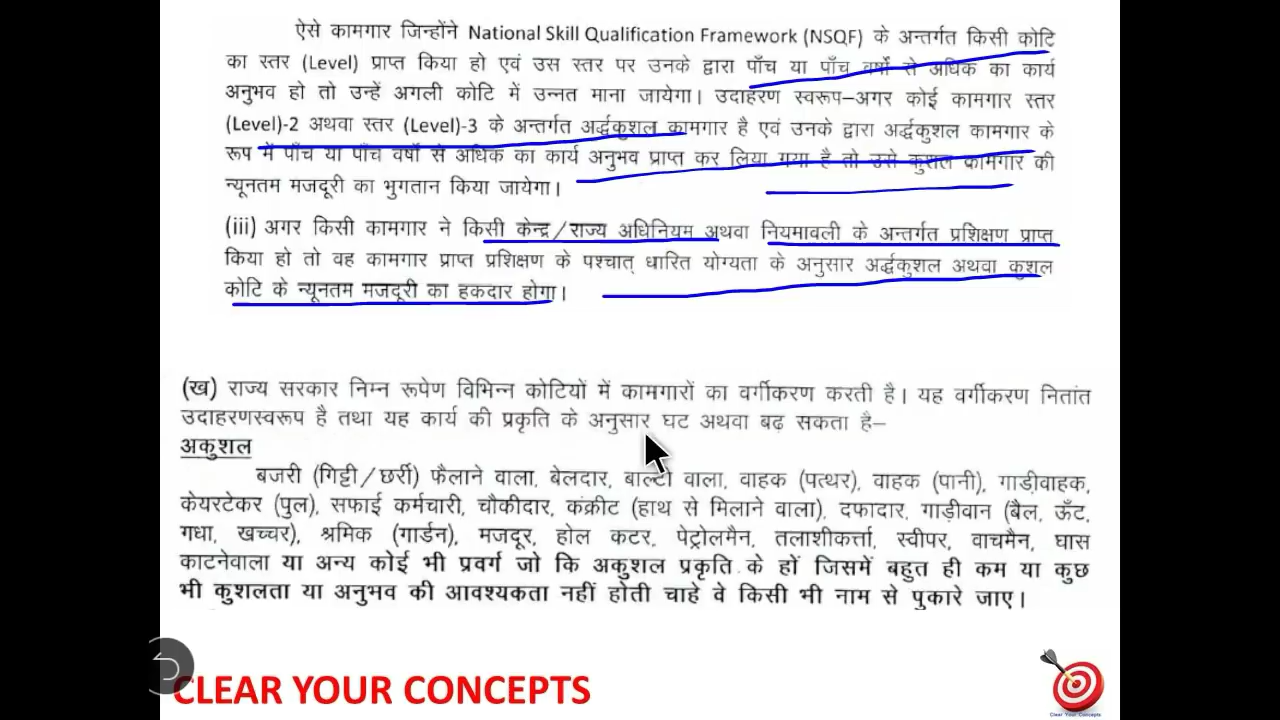 ऐसे कामगार जिन्होंने National Skill Qualification Framework (NSQF) के अन्तर्गत किसी कोटि
का स्तर (Level) प्राप्त किया हो एवं उस स्तर पर उनके द्वारा पाँच या पाँच वर्षों से अधिक का कार्य
अनुभव हो तो उन्हें अगली कोटि में उन्नत माना जायेगा। उदाहरण स्वरूप–अगर कोई कामगार स्तर
(Level)-2 अथवा स्तर (Level)-3 के अन्तर्गत अर्द्धकुशल कामगार है एवं उनके द्वारा अर्द्धकुशल कामगार के
रूप में पाँच या पाँच वर्षों से अधिक का कार्य अनुभव प्राप्त कर लिया गया है तो उसे कुशल कामगार की
न्यूनतम मजदूरी का भुगतान किया जायेगा।
(iii) अगर किसी कामगार ने किसी केन्द्र/राज्य अधिनियम अथवा नियमावली के अन्तर्गत प्रशिक्षण प्राप्त
किया हो तो वह कामगार प्राप्त प्रशिक्षण के पश्चात् धारित योग्यता के अनुसार अर्द्धकुशल अथवा कुशल
कोटि के न्यूनतम मजदूरी का हकदार होगा।
(ख) राज्य सरकार निम्न रूपेण विभिन्न कोटियों में कामगारों का वर्गीकरण करती है। यह वर्गीकरण नितांत
उदाहरणस्वरूप है तथा यह कार्य की प्रकृति के अनुसार घट अथवा बढ़ सकता है–
अकुशल
बजरी (गिट्टी/छर्री) फैलाने वाला, बेलदार, बाल्टी वाला, वाहक (पत्थर), वाहक (पानी), गाड़ीवाहक,
केयरटेकर (पुल), सफाई कर्मचारी, चौकीदार, कंक्रीट (हाथ से मिलाने वाला), दफादार, गाड़ीवान (बैल, ऊँट,
गधा, खच्चर), श्रमिक (गार्डन), मजदूर, होल कटर, पेट्रोलमैन, तलाशीकर्त्ता, स्वीपर, वाचमैन, घास
काटनेवाला या अन्य कोई भी प्रवर्ग जो कि अकुशल प्रकृति के हों जिसमें बहुत ही कम या कुछ
भी कुशलता या अनुभव की आवश्यकता नहीं होती चाहे वे किसी भी नाम से पुकारे जाए।
CLEAR YOUR CONCEPTS
Clear Your Concepts